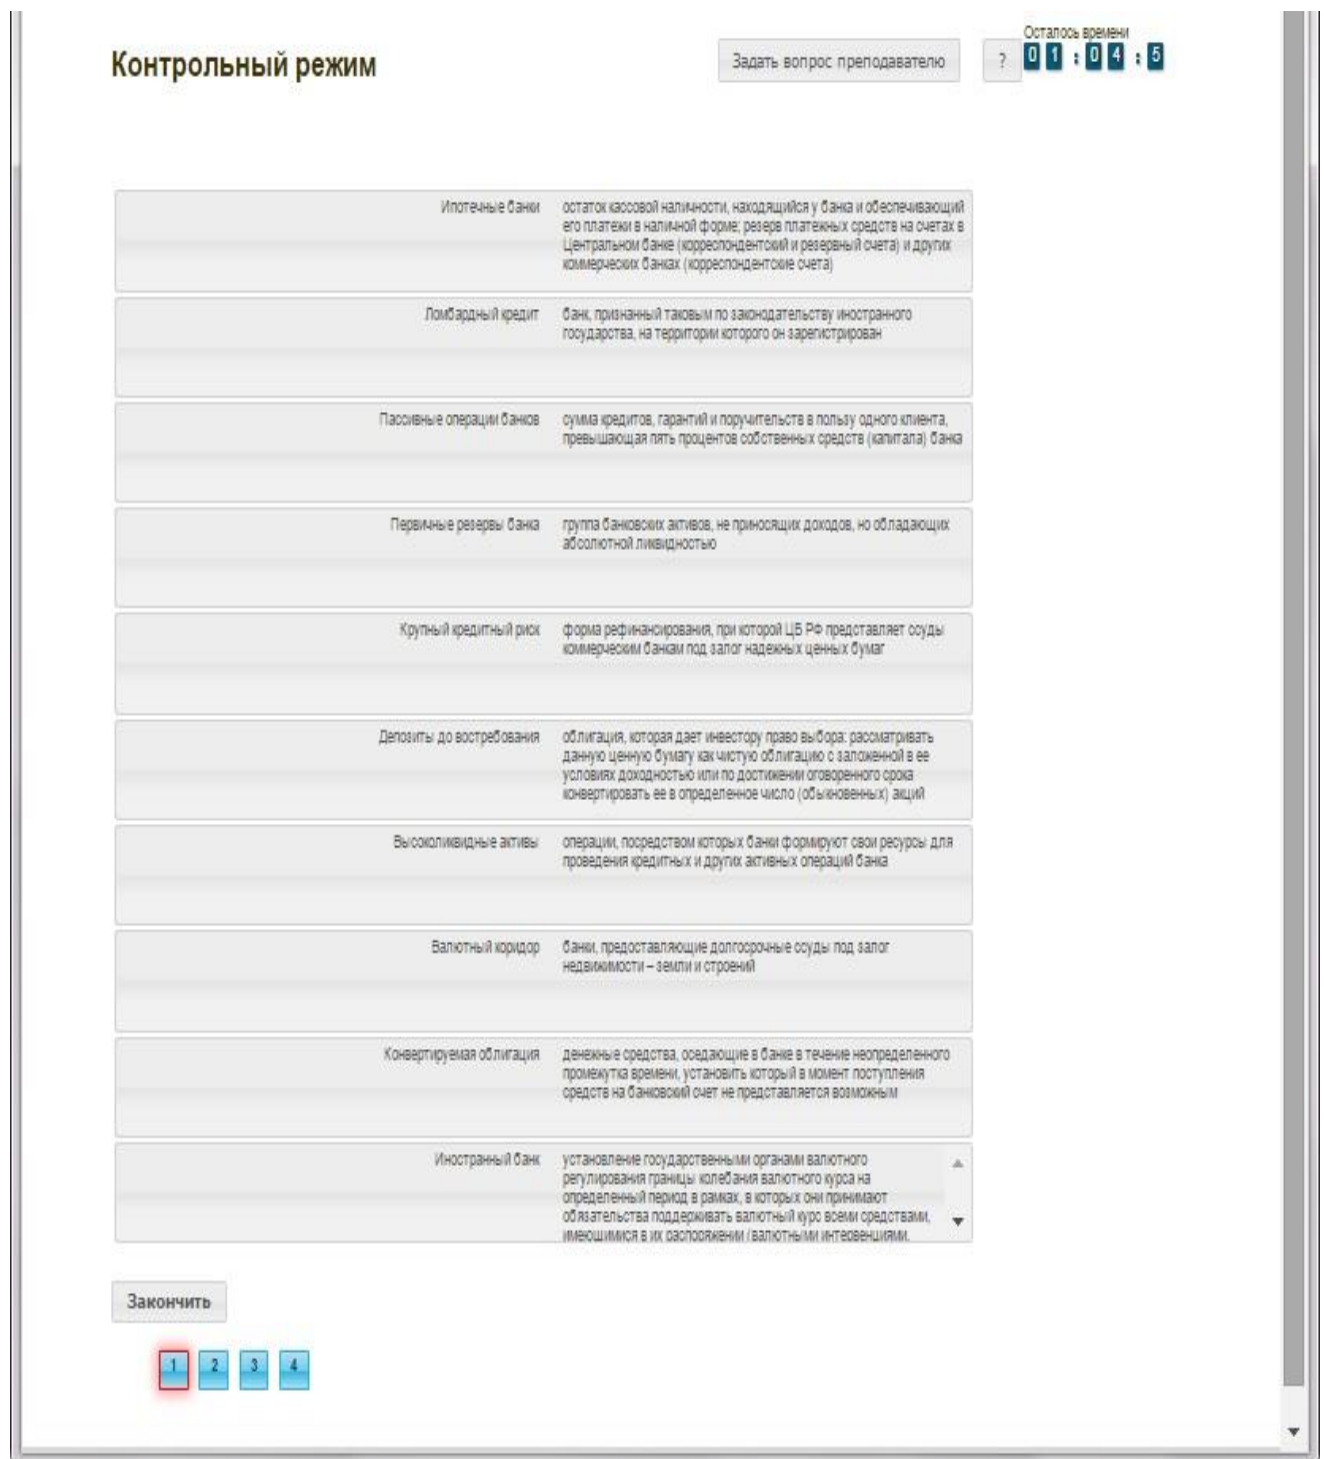 Осталось времени
Контрольный режим
Задать вопрос преподавателю
?
01:04:5
Ипотечные банки
остаток кассовой наличности, находящийся у банка и обеспечивающий
его платежи в наличной форме; резерв платежных средств на счетах в
Центральном банке (корреспондентский и резервный счета) и других
коммерческих банках (корреспондентские счета)
Ломбардный кредит
банк, признанный таковым по законодательству иностранного
государства, на территории которого он зарегистрирован
Пассивные операции банков
сумма кредитов, гарантий и поручительств в пользу одного клиента,
превышающая пять процентов собственных средств (капитала) банка
Первичные резервы банка
группа банковских активов, не приносящих доходов, но обладающих
абсолютной ликвидностью
Крупный кредитный риск
форма рефинансирования, при которой ЦБ РФ представляет ссуды
коммерческим банкам под залог надежных ценных бумаг
Депозиты до востребования
облигация, которая дает инвестору право выбора: рассматривать
данную ценную бумагу как чистую облигацию с заложенной в ее
условиях доходностью или по достижении оговоренного срока
конвертировать ее в определенное число (обыкновенных) акций
Высоколиквидные активы
операции, посредством которых банки формируют свои ресурсы для
проведения кредитных и других активных операций банка
Валютный коридор
банки, предоставляющие долгосрочные ссуды под залог
недвижимости – земли и строений
Конвертируемая облигация
денежные средства, оседающие в банке в течение неопределенного
промежутка времени, установить который в момент поступления
средств на банковский счет не представляется возможным
Иностранный банк
установление государственными органами валютного
регулирования границы колебания валютного курса на
определенный период в рамках, в которых они принимают
обязательства поддерживать валютный курс всеми средствами,
имеющимися в их распоряжении (валютными интервенциями,
Закончить
1 2 3 4